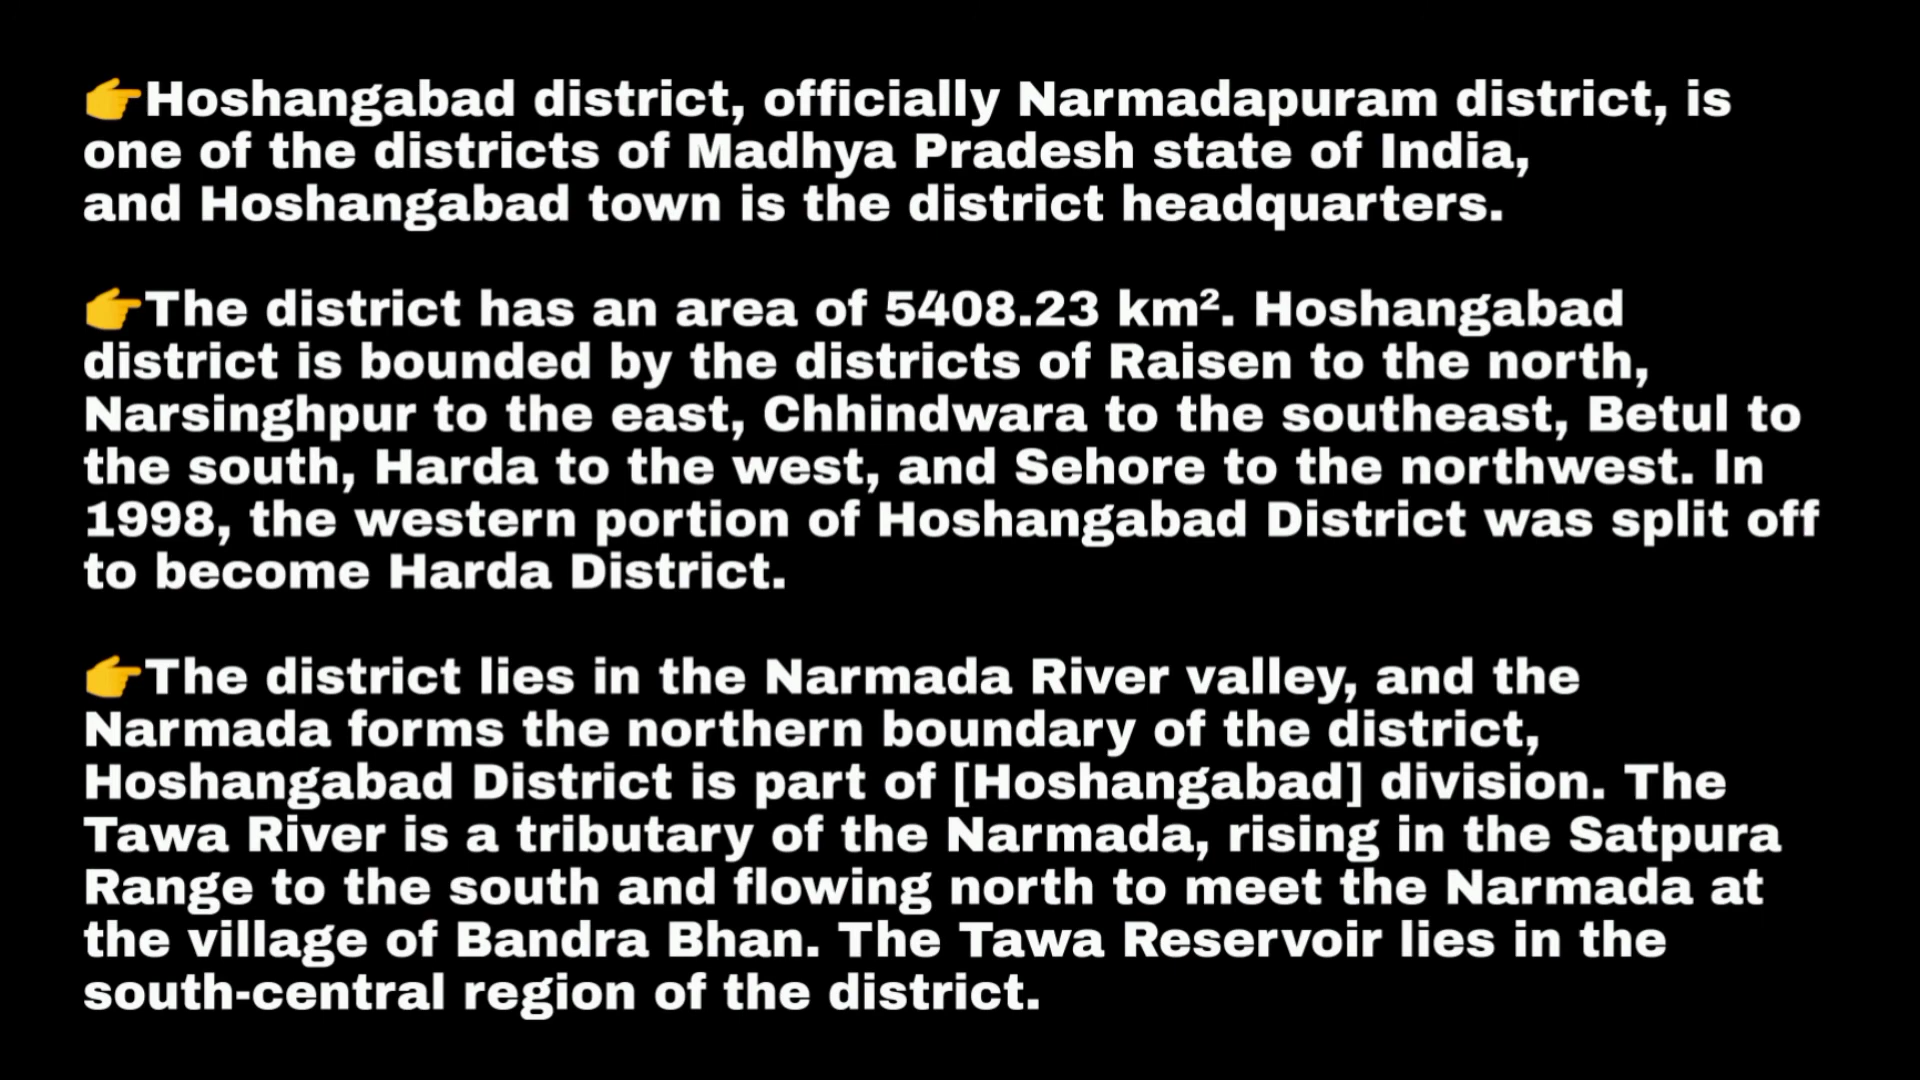 👉Hoshangabad district, officially Narmadapuram district, is
one of the districts of Madhya Pradesh state of India,
and Hoshangabad town is the district headquarters.
👉The district has an area of 5408.23 km². Hoshangabad
district is bounded by the districts of Raisen to the north,
Narsinghpur to the east, Chhindwara to the southeast, Betul to
the south, Harda to the west, and Sehore to the northwest. In
1998, the western portion of Hoshangabad District was split off
to become Harda District.
👉The district lies in the Narmada River valley, and the
Narmada forms the northern boundary of the district,
Hoshangabad District is part of [Hoshangabad] division. The
Tawa River is a tributary of the Narmada, rising in the Satpura
Range to the south and flowing north to meet the Narmada at
the village of Bandra Bhan. The Tawa Reservoir lies in the
south-central region of the district.